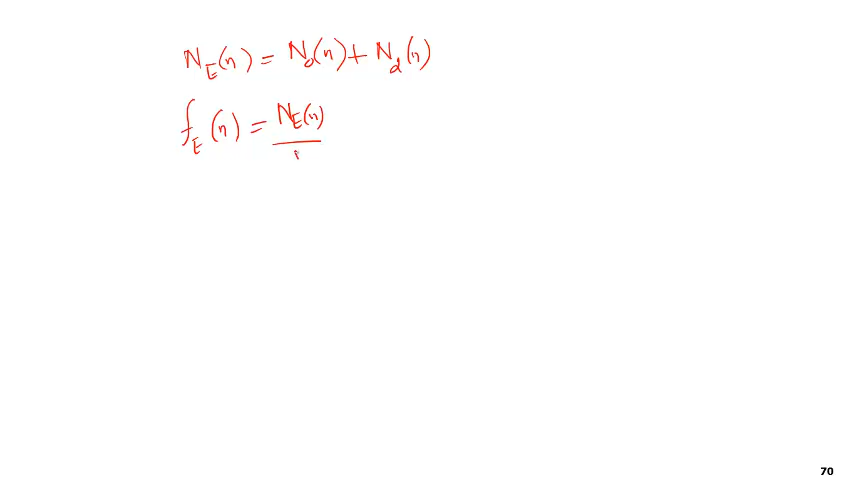 N_E(n) = N_o(n) + N_d(n)
f_E(n) = N_E(n) /
70